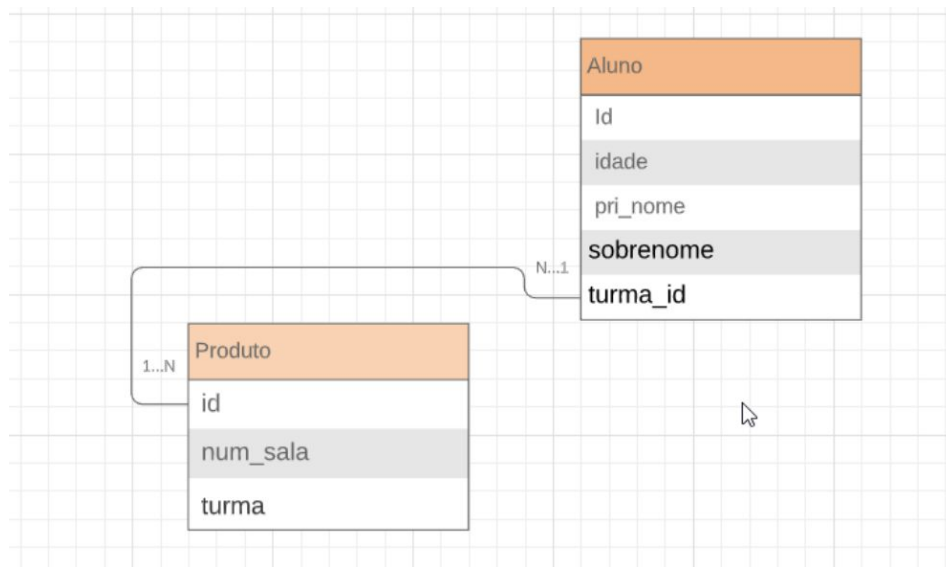 Aluno
Id
idade
pri_nome
sobrenome
turma_id
N...1
1...N
Produto
id
num_sala
turma